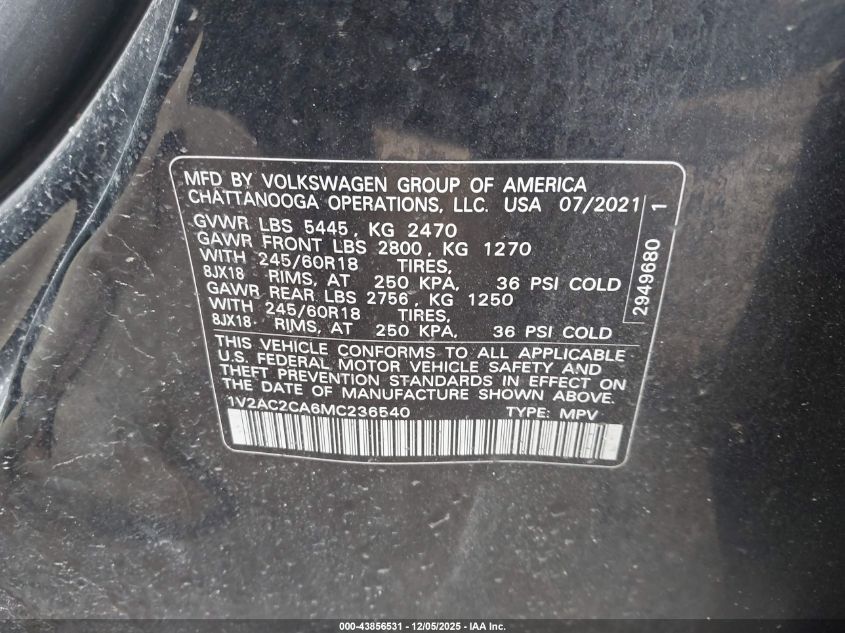 MFD BY VOLKSWAGEN GROUP OF AMERICA
CHATTANOOGA OPERATIONS, LLC. USA 07/2021
GVWR LBS 5445, KG 2470
GAWR FRONT LBS 2800, KG 1270
WITH 245/60R18 TIRES,
8JX18 RIMS, AT 250 KPA, 36 PSI COLD
GAWR REAR LBS 2756, KG 1250
WITH 245/60R18 TIRES,
8JX18 RIMS, AT 250 KPA, 36 PSI COLD
2949680 1
THIS VEHICLE CONFORMS TO ALL APPLICABLE
U.S. FEDERAL MOTOR VEHICLE SAFETY AND
THEFT PREVENTION STANDARDS IN EFFECT ON
THE DATE OF MANUFACTURE SHOWN ABOVE.
1V2AC2CA6MC236540 TYPE: MPV
000-43856531 - 12/05/2025 - IAA Inc.